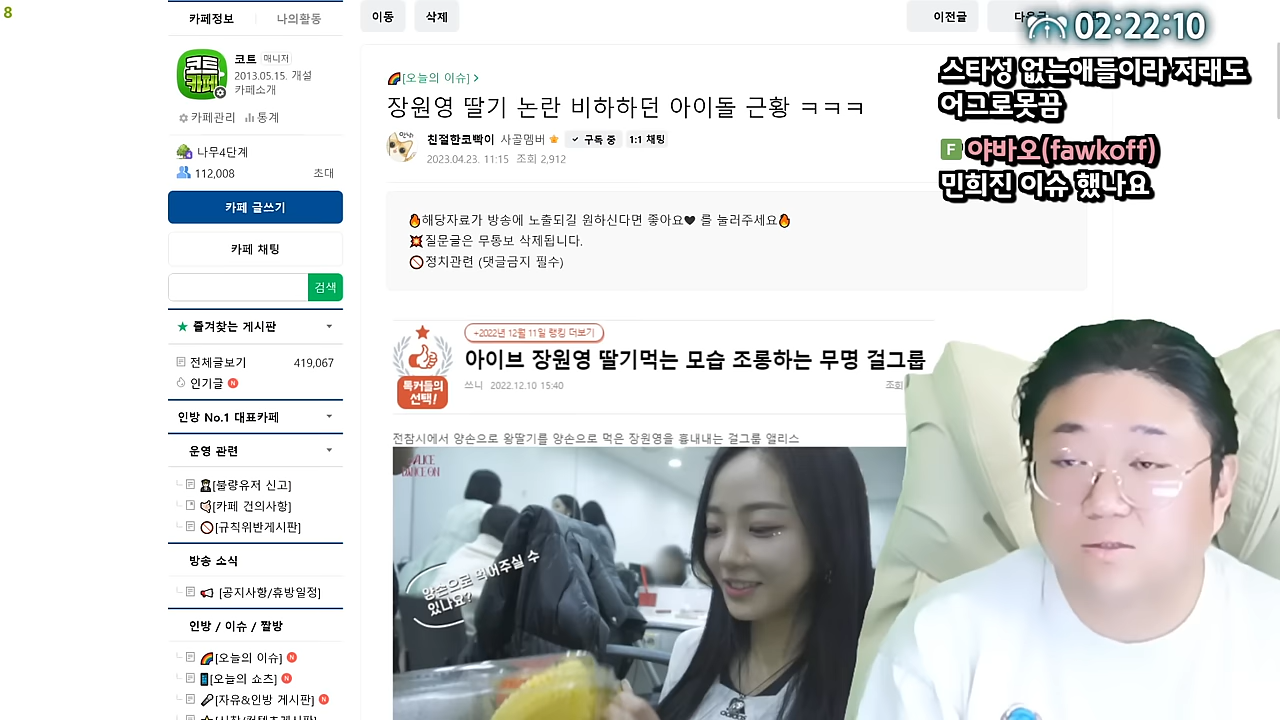 8
카페정보
나의활동
코트
카페
코트 매니저
2013.05.15. 개설
카페소개
카페관리
통계
나무4단계
112,008
초대
카페 글쓰기
카페 채팅
검색
즐겨찾는 게시판
전체글보기
419,067
인기글 N
인방 No.1 대표카페
운영 관련
[불량유저 신고]
[카페 건의사항]
[규칙위반게시판]
방송 소식
[공지사항/휴방일정]
인방 / 이슈 / 짤방
[오늘의 이슈] N
[오늘의 쇼츠] N
[자유&인방 게시판] N
이동
삭제
이전글
[오늘의 이슈] >
장원영 딸기 논란 비하하던 아이돌 근황 ㅋㅋㅋ
친절한코빡이 사골멤버 구독 중 1:1 채팅
2023.04.23. 11:15 조회 2,912
해당자료가 방송에 노출되길 원하신다면 좋아요🖤 를 눌러주세요
질문글은 무통보 삭제됩니다.
정치관련 (댓글금지 필수)
+2022년 12월 11일 랭킹 더보기
톡커들의
선택!
아이브 장원영 딸기먹는 모습 조롱하는 무명 걸그룹
쓰니 2022.12.10 15:40
조회
전참시에서 양손으로 왕딸기를 양손으로 먹은 장원영을 흉내내는 걸그룹 앨리스
양손으로 먹어주실 수
있나요?
02:22:10
스타성 없는애들이라 저래도
어그로못끔
F 야바오(fawkoff)
민희진 이슈 했나요